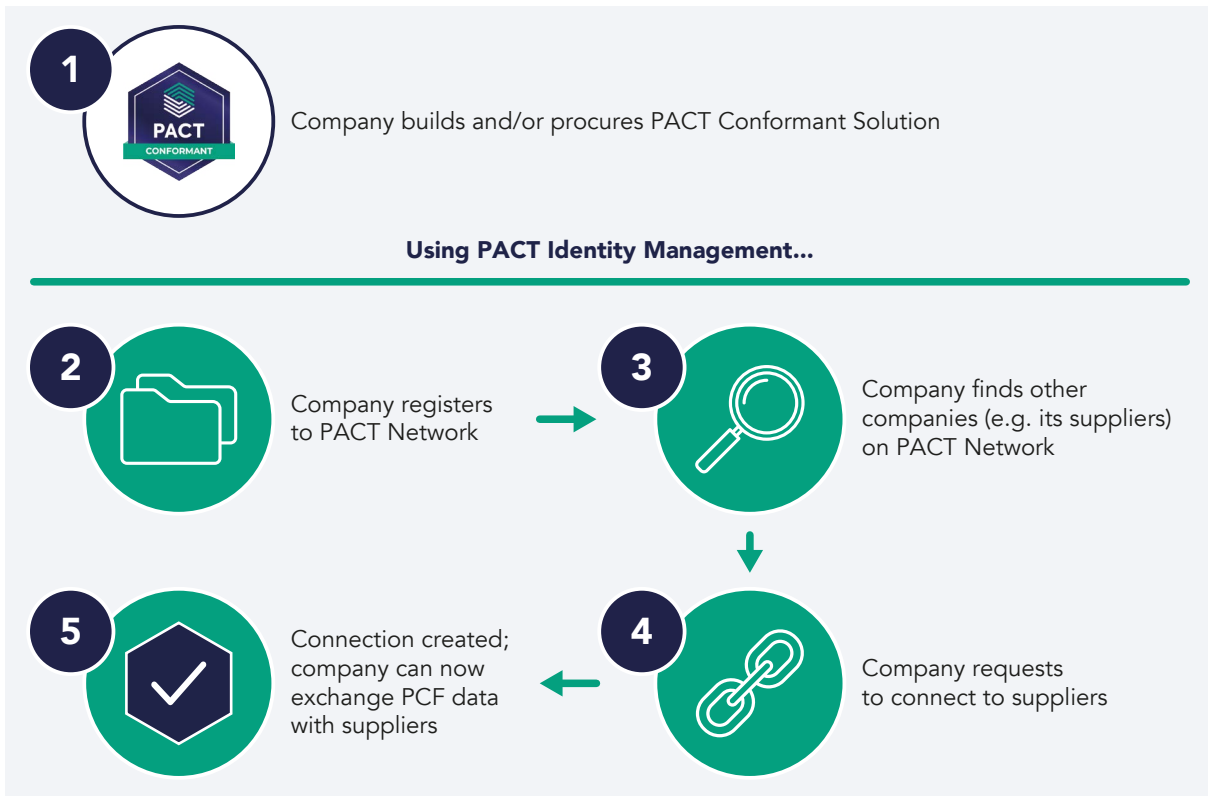 1
PACT
CONFORMANT
Company builds and/or procures PACT Conformant Solution
Using PACT Identity Management...
2
Company registers
to PACT Network
3
Company finds other
companies (e.g. its suppliers)
on PACT Network
4
Company requests
to connect to suppliers
5
Connection created;
company can now
exchange PCF data
with suppliers